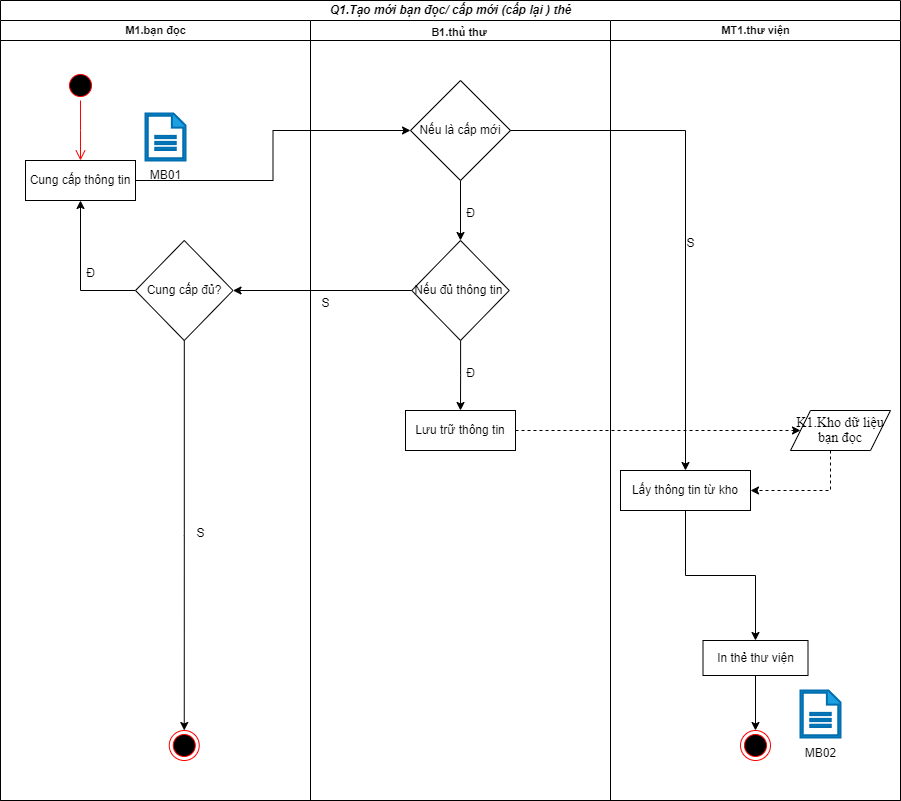 Q1.Tạo mới bạn đọc/ cấp mới (cấp lại ) thẻ
M1.bạn đọc
B1.thủ thư
MT1.thư viện
Nếu là cấp mới
MB01
Cung cấp thông tin
Đ
S
Đ
Cung cấp đủ?
S
Nếu đủ thông tin
Đ
Lưu trữ thông tin
K1.Kho dữ liệu
bạn đọc
Lấy thông tin từ kho
S
In thẻ thư viện
MB02